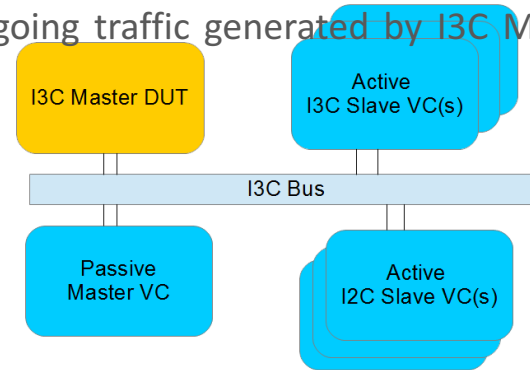 going traffic generated by I3C M
I3C Master DUT
Active
I3C Slave VC(s)
I3C Bus
Passive
Master VC
Active
I2C Slave VC(s)